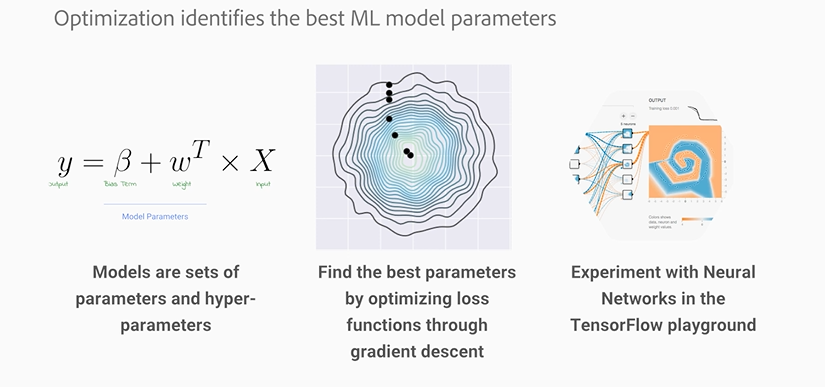 Optimization identifies the best ML model parameters
y = β + w^T × X
output Bias Term weight input
Model Parameters
Models are sets of
parameters and hyper-
parameters
Find the best parameters
by optimizing loss
functions through
gradient descent
OUTPUT
Training loss 0.001
Colors shows
data, neuron and
weight values.
Experiment with Neural
Networks in the
TensorFlow playground